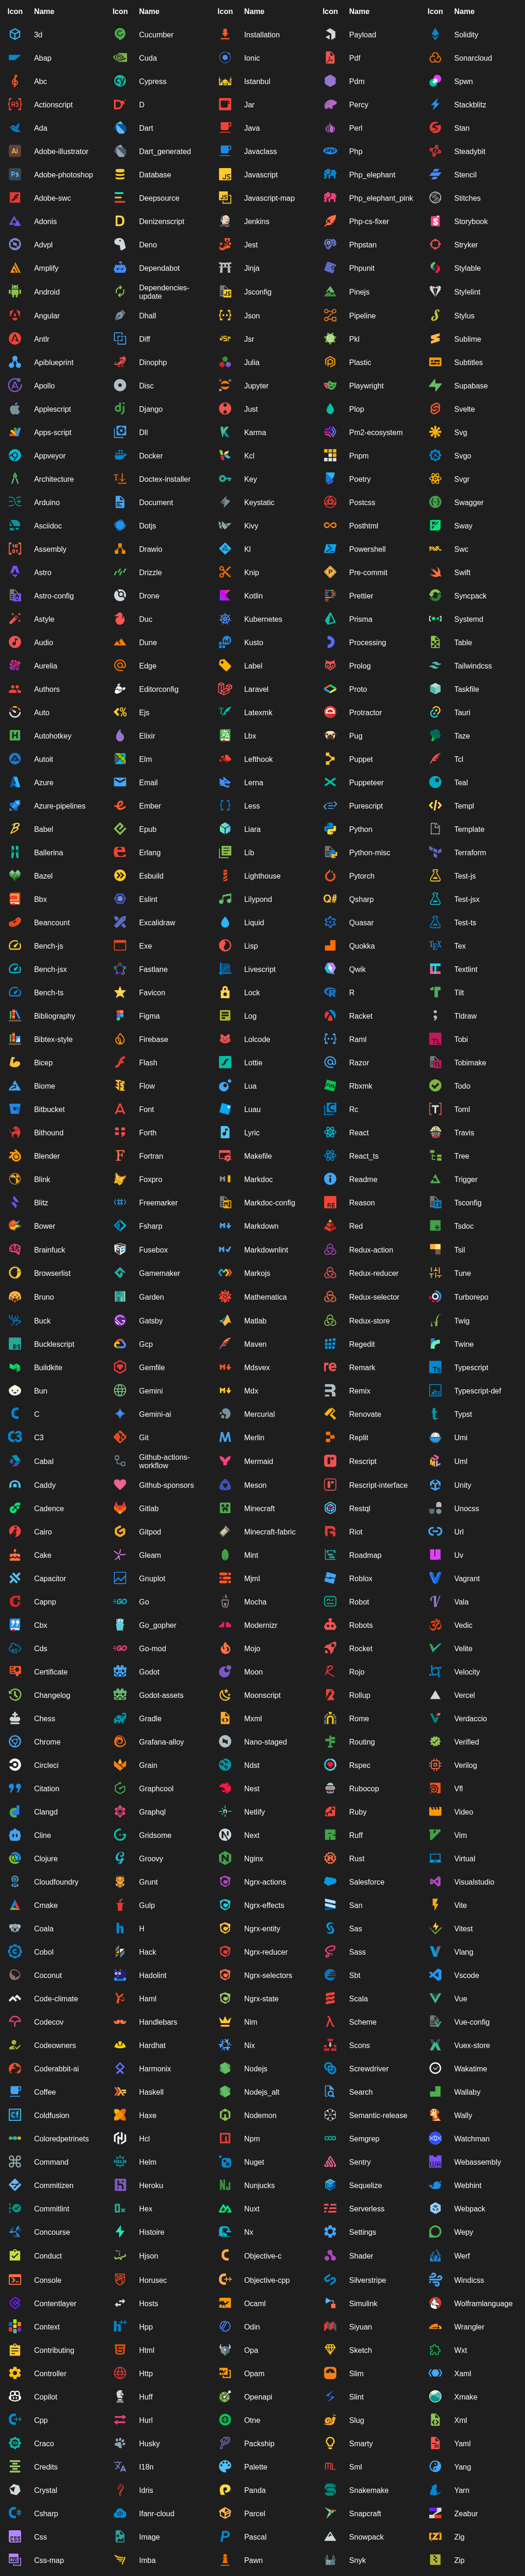 Icon Name Icon Name Icon Name Icon Name Icon Name
3d Cucumber Installation Payload Solidity
Abap Cuda Ionic Pdf Sonarcloud
Abc Cypress Istanbul Pdm Spwn
Actionscript D Jar Percy Stackblitz
Ada Dart Java Perl Stan
Adobe-illustrator Dart_generated Javaclass Php Steadybit
Adobe-photoshop Database Javascript Php_elephant Stencil
Adobe-swc Deepsource Javascript-map Php_elephant_pink Stitches
Adonis Denizenscript Jenkins Php-cs-fixer Storybook
Advpl Deno Jest Phpstan Stryker
Amplify Dependabot Jinja Phpunit Stylable
Android Dependencies-update Jsconfig Pinejs Stylelint
Angular Dhall Json Pipeline Stylus
Antlr Diff Jsr Pkl Sublime
Apiblueprint Dinophp Julia Plastic Subtitles
Apollo Disc Jupyter Playwright Supabase
Applescript Django Just Plop Svelte
Apps-script Dll Karma Pm2-ecosystem Svg
Appveyor Docker Kcl Pnpm Svgo
Architecture Doctex-installer Key Poetry Svgr
Arduino Document Keystatic Postcss Swagger
Asciidoc Dotjs Kivy Posthtml Sway
Assembly Drawio Kl Powershell Swc
Astro Drizzle Knip Pre-commit Swift
Astro-config Drone Kotlin Prettier Syncpack
Astyle Duc Kubernetes Prisma Systemd
Audio Dune Kusto Processing Table
Aurelia Edge Label Prolog Tailwindcss
Authors Editorconfig Laravel Proto Taskfile
Auto Ejs Latexmk Protractor Tauri
Autohotkey Elixir Lbx Pug Taze
Autoit Elm Lefthook Puppet Tcl
Azure Email Lerna Puppeteer Teal
Azure-pipelines Ember Less Purescript Templ
Babel Epub Liara Python Template
Ballerina Erlang Lib Python-misc Terraform
Bazel Esbuild Lighthouse Pytorch Test-js
Bbx Eslint Lilypond Qsharp Test-jsx
Beancount Excalidraw Liquid Quasar Test-ts
Bench-js Exe Lisp Quokka Tex
Bench-jsx Fastlane Livescript Qwik Textlint
Bench-ts Favicon Lock R Tilt
Bibliography Figma Log Racket Tldraw
Bibtex-style Firebase Lolcode Raml Tobi
Bicep Flash Lottie Razor Tobimake
Biome Flow Lua Rbxmk Todo
Bitbucket Font Luau Rc Toml
Bithound Forth Lyric React Travis
Blender Fortran Makefile React_ts Tree
Blink Foxpro Markdoc Readme Trigger
Blitz Freemarker Markdoc-config Reason Tsconfig
Bower Fsharp Markdown Red Tsdoc
Brainfuck Fusebox Markdownlint Redux-action Tsil
Browserlist Gamemaker Markojs Redux-reducer Tune
Bruno Garden Mathematica Redux-selector Turborepo
Buck Gatsby Matlab Redux-store Twig
Bucklescript Gcp Maven Regedit Twine
Buildkite Gemfile Mdsvex Remark Typescript
Bun Gemini Mdx Remix Typescript-def
C Gemini-ai Mercurial Renovate Typst
C3 Git Merlin Replit Umi
Cabal Github-actions-workflow Mermaid Rescript Uml
Caddy Github-sponsors Meson Rescript-interface Unity
Cadence Gitlab Minecraft Restql Unocss
Cairo Gitpod Minecraft-fabric Riot Url
Cake Gleam Mint Roadmap Uv
Capacitor Gnuplot Mjml Roblox Vagrant
Capnp Go Mocha Robot Vala
Cbx Go_gopher Modernizr Robots Vedic
Cds Go-mod Mojo Rocket Velite
Certificate Godot Moon Rojo Velocity
Changelog Godot-assets Moonscript Rollup Vercel
Chess Gradle Mxml Rome Verdaccio
Chrome Grafana-alloy Nano-staged Routing Verified
Circleci Grain Ndst Rspec Verilog
Citation Graphcool Nest Rubocop Vfl
Clangd Graphql Netlify Ruby Video
Cline Gridsome Next Ruff Vim
Clojure Groovy Nginx Rust Virtual
Cloudfoundry Grunt Ngrx-actions Salesforce Visualstudio
Cmake Gulp Ngrx-effects San Vite
Coala H Ngrx-entity Sas Vitest
Cobol Hack Ngrx-reducer Sass Vlang
Coconut Hadolint Ngrx-selectors Sbt Vscode
Code-climate Haml Ngrx-state Scala Vue
Codecov Handlebars Nim Scheme Vue-config
Codeowners Hardhat Nix Scons Vuex-store
Coderabbit-ai Harmonix Nodejs Screwdriver Wakatime
Coffee Haskell Nodejs_alt Search Wallaby
Coldfusion Haxe Nodemon Semantic-release Wally
Coloredpetrinets Hcl Npm Semgrep Watchman
Command Helm Nuget Sentry Webassembly
Commitizen Heroku Nunjucks Sequelize Webhint
Commitlint Hex Nuxt Serverless Webpack
Concourse Histoire Nx Settings Wepy
Conduct Hjson Objective-c Shader Werf
Console Horusec Objective-cpp Silverstripe Windicss
Contentlayer Hosts Ocaml Simulink Wolframlanguage
Context Hpp Odin Siyuan Wrangler
Contributing Html Opa Sketch Wxt
Controller Http Opam Slim Xaml
Copilot Huff Openapi Slint Xmake
Cpp Hurl Otne Slug Xml
Craco Husky Packship Smarty Yaml
Credits I18n Palette Sml Yang
Crystal Idris Panda Snakemake Yarn
Csharp Ifanr-cloud Parcel Snapcraft Zeabur
Css Image Pascal Snowpack Zig
Css-map Imba Pawn Snyk Zip